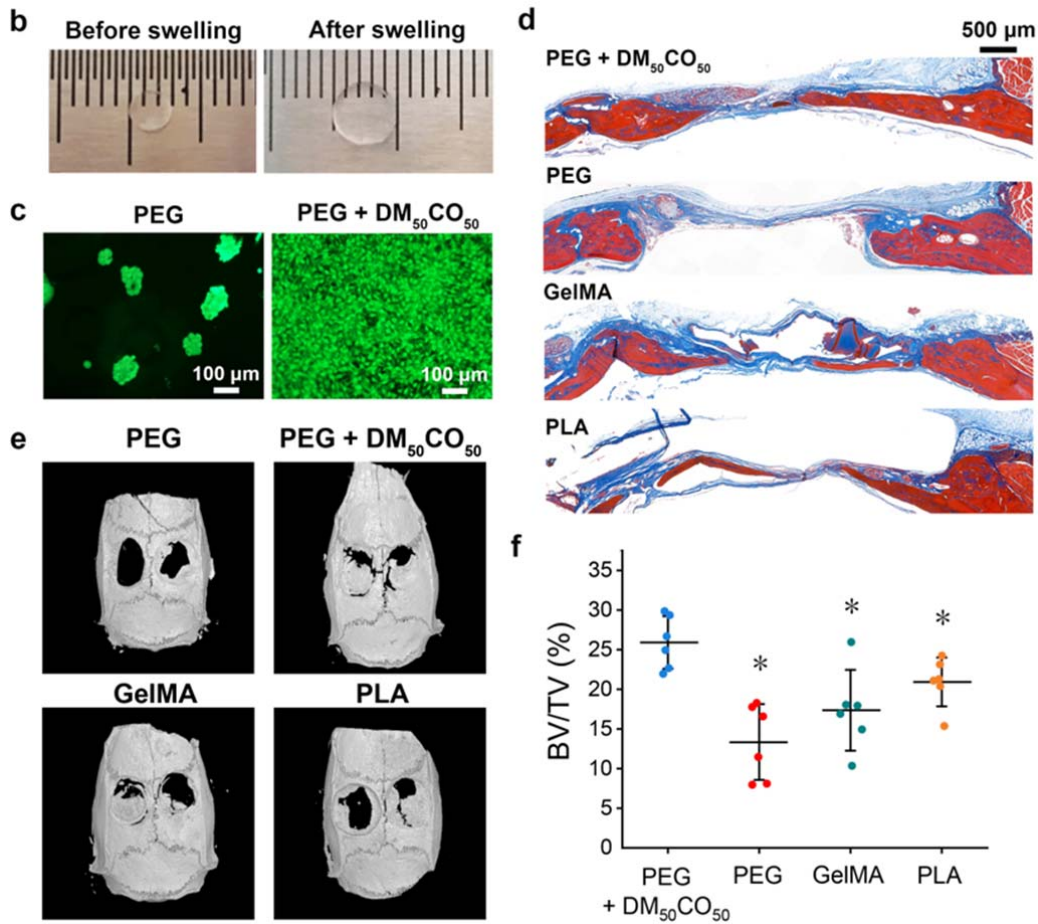 b
Before swelling
After swelling
c
PEG
PEG + DM₅₀CO₅₀
100 µm
100 µm
d
500 µm
PEG + DM₅₀CO₅₀
PEG
GelMA
PLA
e
PEG
PEG + DM₅₀CO₅₀
GelMA
PLA
f
BV/TV (%)
35
30
25
20
15
10
5
0
*
*
*
PEG
+ DM₅₀CO₅₀
PEG
GelMA
PLA